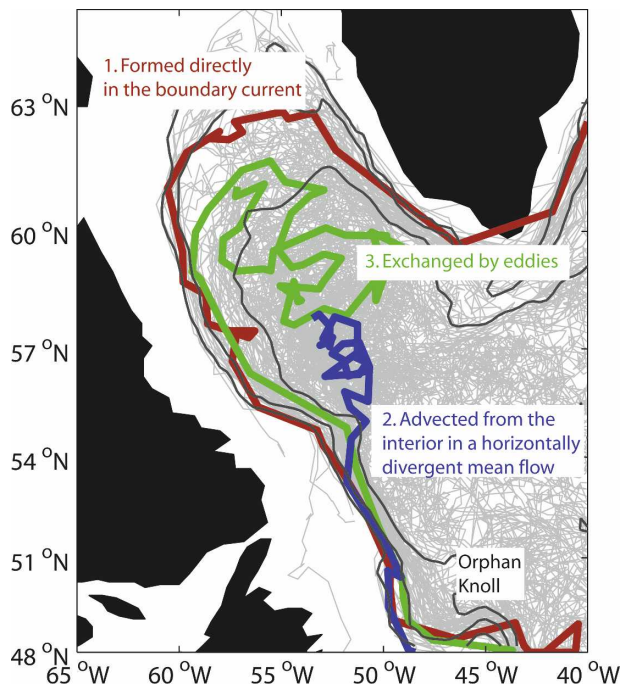 1. Formed directly
in the boundary current
63 °N
60 °N
3. Exchanged by eddies
57 °N
2. Advected from the
interior in a horizontally
divergent mean flow
54 °N
51 °N
Orphan
Knoll
48 °N
65 °W 60 °W 55 °W 50 °W 45 °W 40 °W